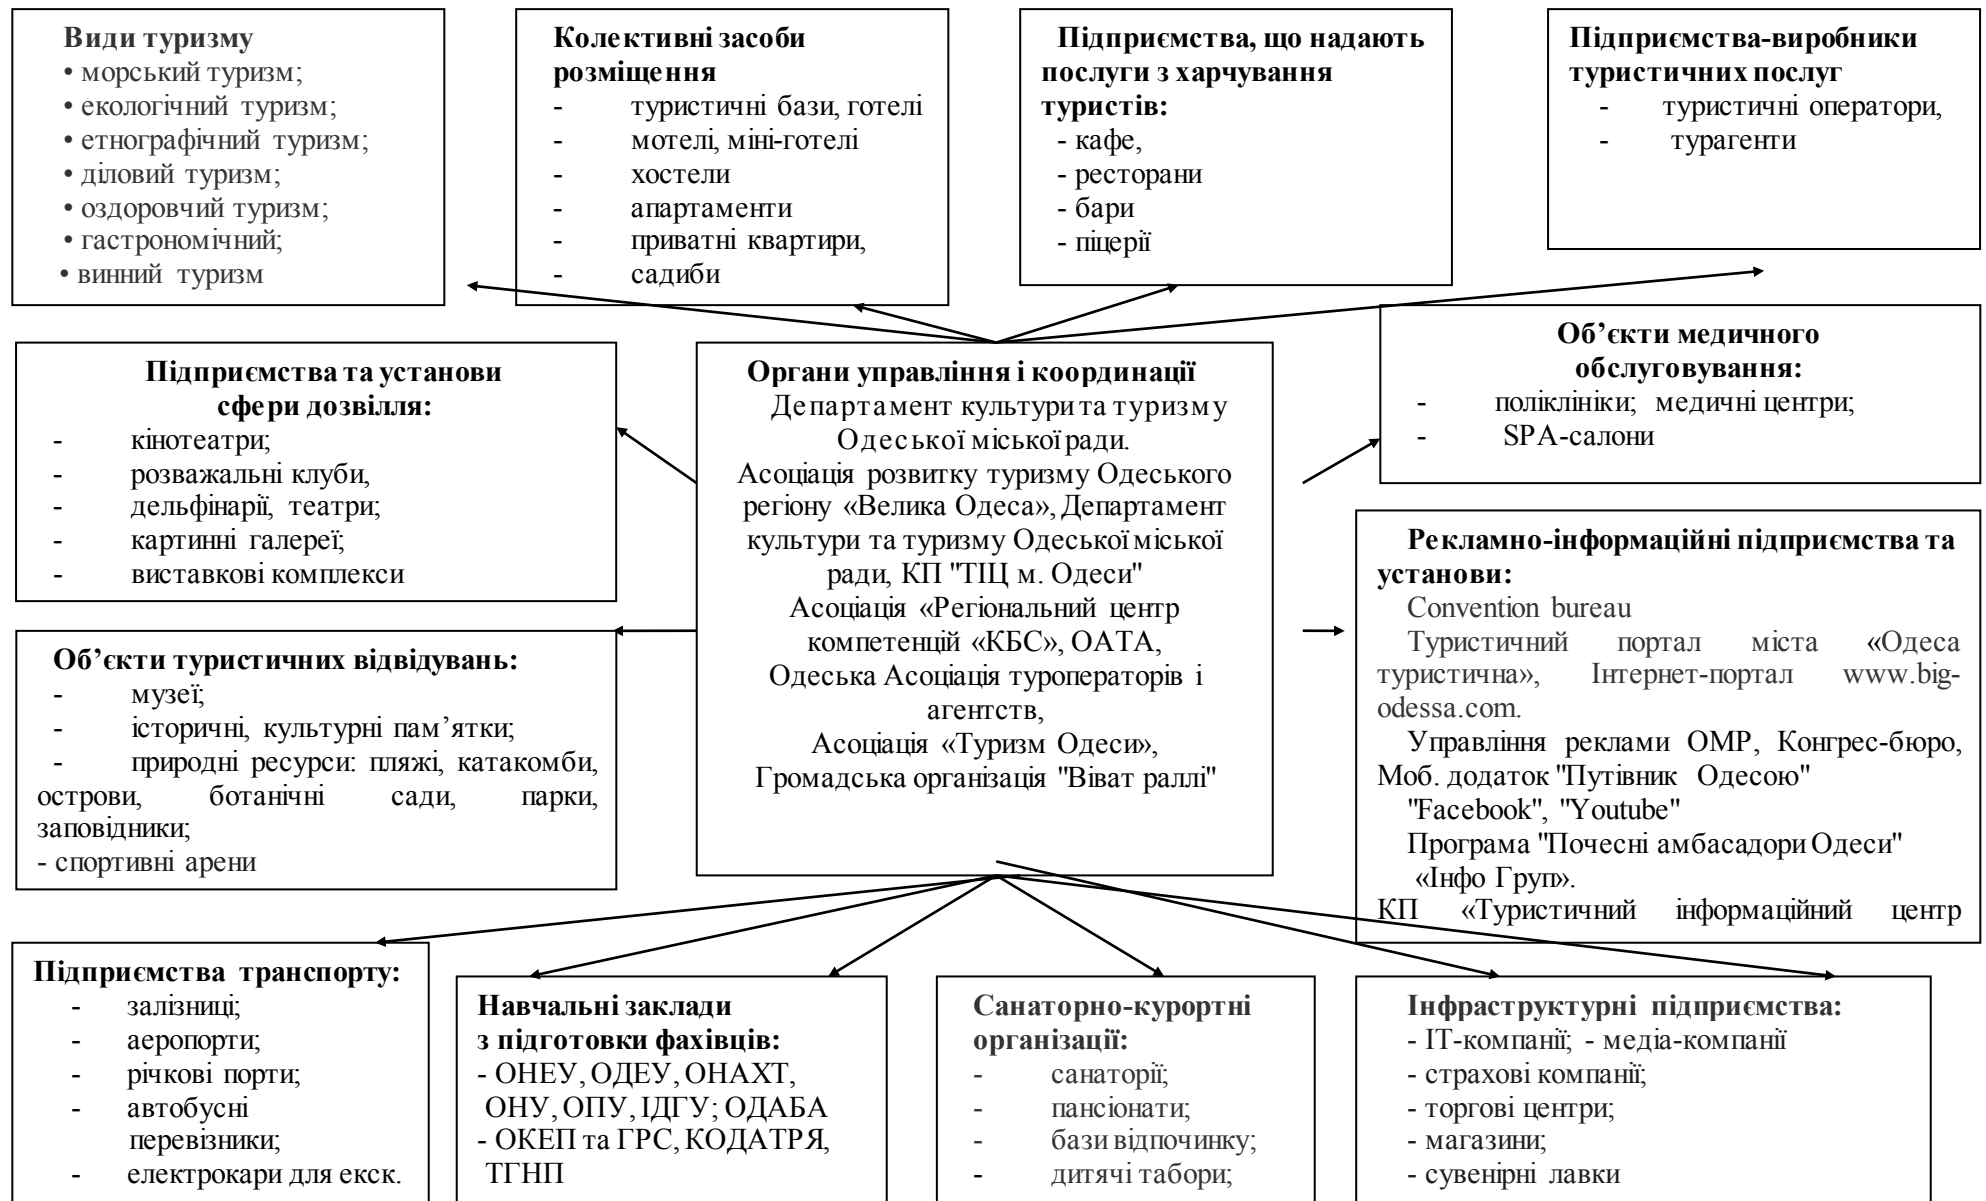 Види туризму
• морський туризм;
• екологічний туризм;
• етнографічний туризм;
• діловий туризм;
• оздоровчий туризм;
• гастрономічний;
• винний туризм
Колективні засоби
розміщення
- туристичні бази, готелі
- мотелі, міні-готелі
- хостели
- апартаменти
- приватні квартири,
- садиби
Підприємства, що надають
послуги з харчування
туристів:
- кафе,
- ресторани
- бари
- піцерії
Підприємства-виробники
туристичних послуг
- туристичні оператори,
- турагенти
Підприємства та установи
сфери дозвілля:
- кінотеатри;
- розважальні клуби,
- дельфінарії, театри;
- картинні галереї;
- виставкові комплекси
Органи управління і координації
Департамент культури та туризму
Одеської міської ради.
Асоціація розвитку туризму Одеського
регіону «Велика Одеса», Департамент
культури та туризму Одеської міської
ради, КП "ТІЦ м. Одеси"
Асоціація «Регіональний центр
компетенцій «КБС», ОАТА,
Одеська Асоціація туроператорів і
агентств,
Асоціація «Туризм Одеси»,
Громадська організація "Віват раллі"
Об’єкти медичного
обслуговування:
- поліклініки; медичні центри;
- SPA-салони
Об’єкти туристичних відвідувань:
- музеї;
- історичні, культурні пам’ятки;
- природні ресурси: пляжі, катакомби,
острови, ботанічні сади, парки,
заповідники;
- спортивні арени
Рекламно-інформаційні підприємства та
установи:
Convention bureau
Туристичний портал міста «Одеса
туристична», Інтернет-портал www.big-
odessa.com.
Управління реклами ОМР, Конгрес-бюро,
Моб. додаток "Путівник Одесою"
"Facebook", "Youtube"
Програма "Почесні амбасадори Одеси"
«Інфо Груп».
КП «Туристичний інформаційний центр
Підприємства транспорту:
- залізниці;
- аеропорти;
- річкові порти;
- автобусні
перевізники;
- електрокари для екск.
Навчальні заклади
з підготовки фахівців:
- ОНЕУ, ОДЕУ, ОНАХТ,
ОНУ, ОПУ, ІДГУ; ОДАБА
- ОКЕП та ГРС, КОДАТРЯ,
ТГНП
Санаторно-курортні
організації:
- санаторії;
- пансіонати;
- бази відпочинку;
- дитячі табори;
Інфраструктурні підприємства:
- ІТ-компанії; - медіа-компанії
- страхові компанії;
- торгові центри;
- магазини;
- сувенірні лавки